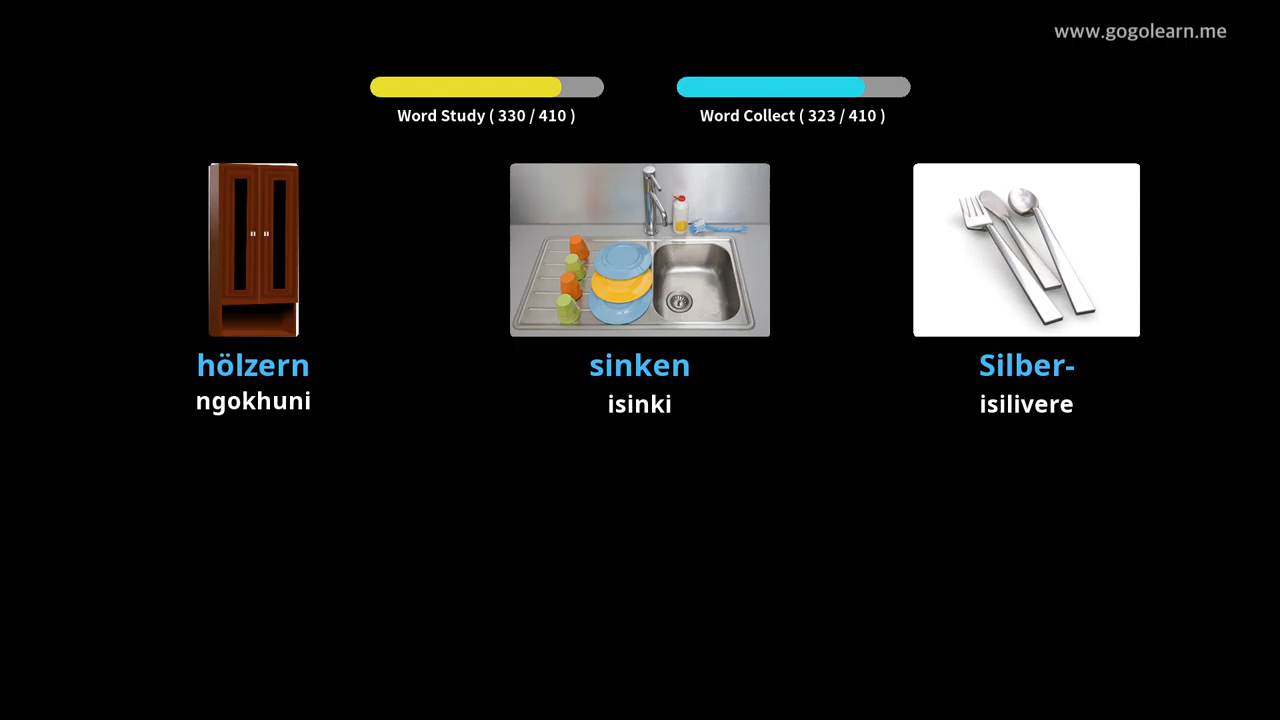 www.gogolearn.me
Word Study ( 330 / 410 )
Word Collect ( 323 / 410 )
hölzern
ngokhuni
sinken
isinki
Silber-
isilivere